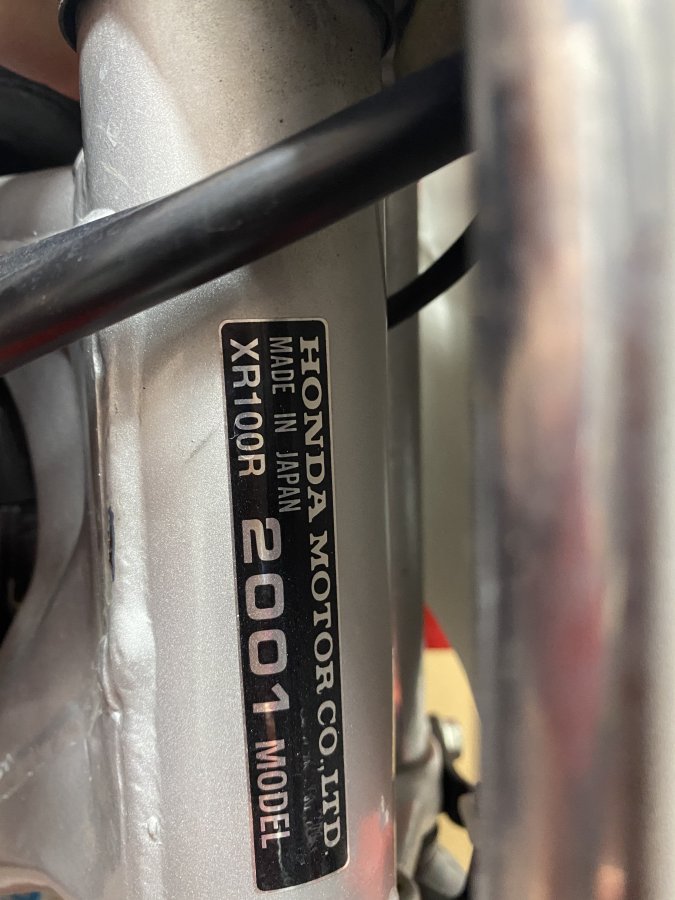 HONDA MOTOR CO.,LTD.
MADE IN JAPAN
XR100R 2001 MODEL